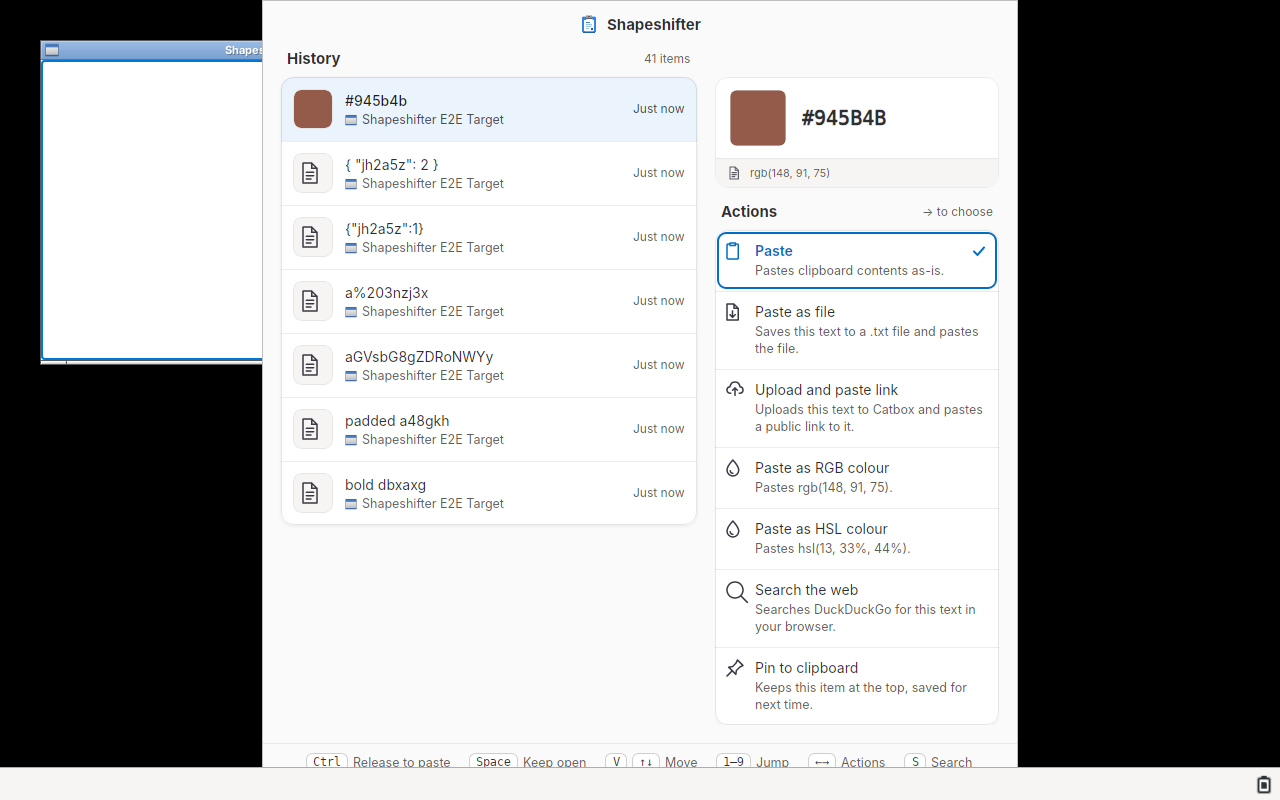 Shapeshifter
History
41 items
#945b4b
Shapeshifter E2E Target
Just now
{ "jh2a5z": 2 }
Shapeshifter E2E Target
Just now
{"jh2a5z":1}
Shapeshifter E2E Target
Just now
a%203nzj3x
Shapeshifter E2E Target
Just now
aGVsbG8gZDRoNWYy
Shapeshifter E2E Target
Just now
padded a48gkh
Shapeshifter E2E Target
Just now
bold dbxaxg
Shapeshifter E2E Target
Just now
#945B4B
rgb(148, 91, 75)
Actions
→ to choose
Paste
Pastes clipboard contents as-is.
Paste as file
Saves this text to a .txt file and pastes
the file.
Upload and paste link
Uploads this text to Catbox and pastes
a public link to it.
Paste as RGB colour
Pastes rgb(148, 91, 75).
Paste as HSL colour
Pastes hsl(13, 33%, 44%).
Search the web
Searches DuckDuckGo for this text in
your browser.
Pin to clipboard
Keeps this item at the top, saved for
next time.
Ctrl Release to paste Space Keep open V ↑↓ Move 1–9 Jump ←→ Actions S Search
Shapes